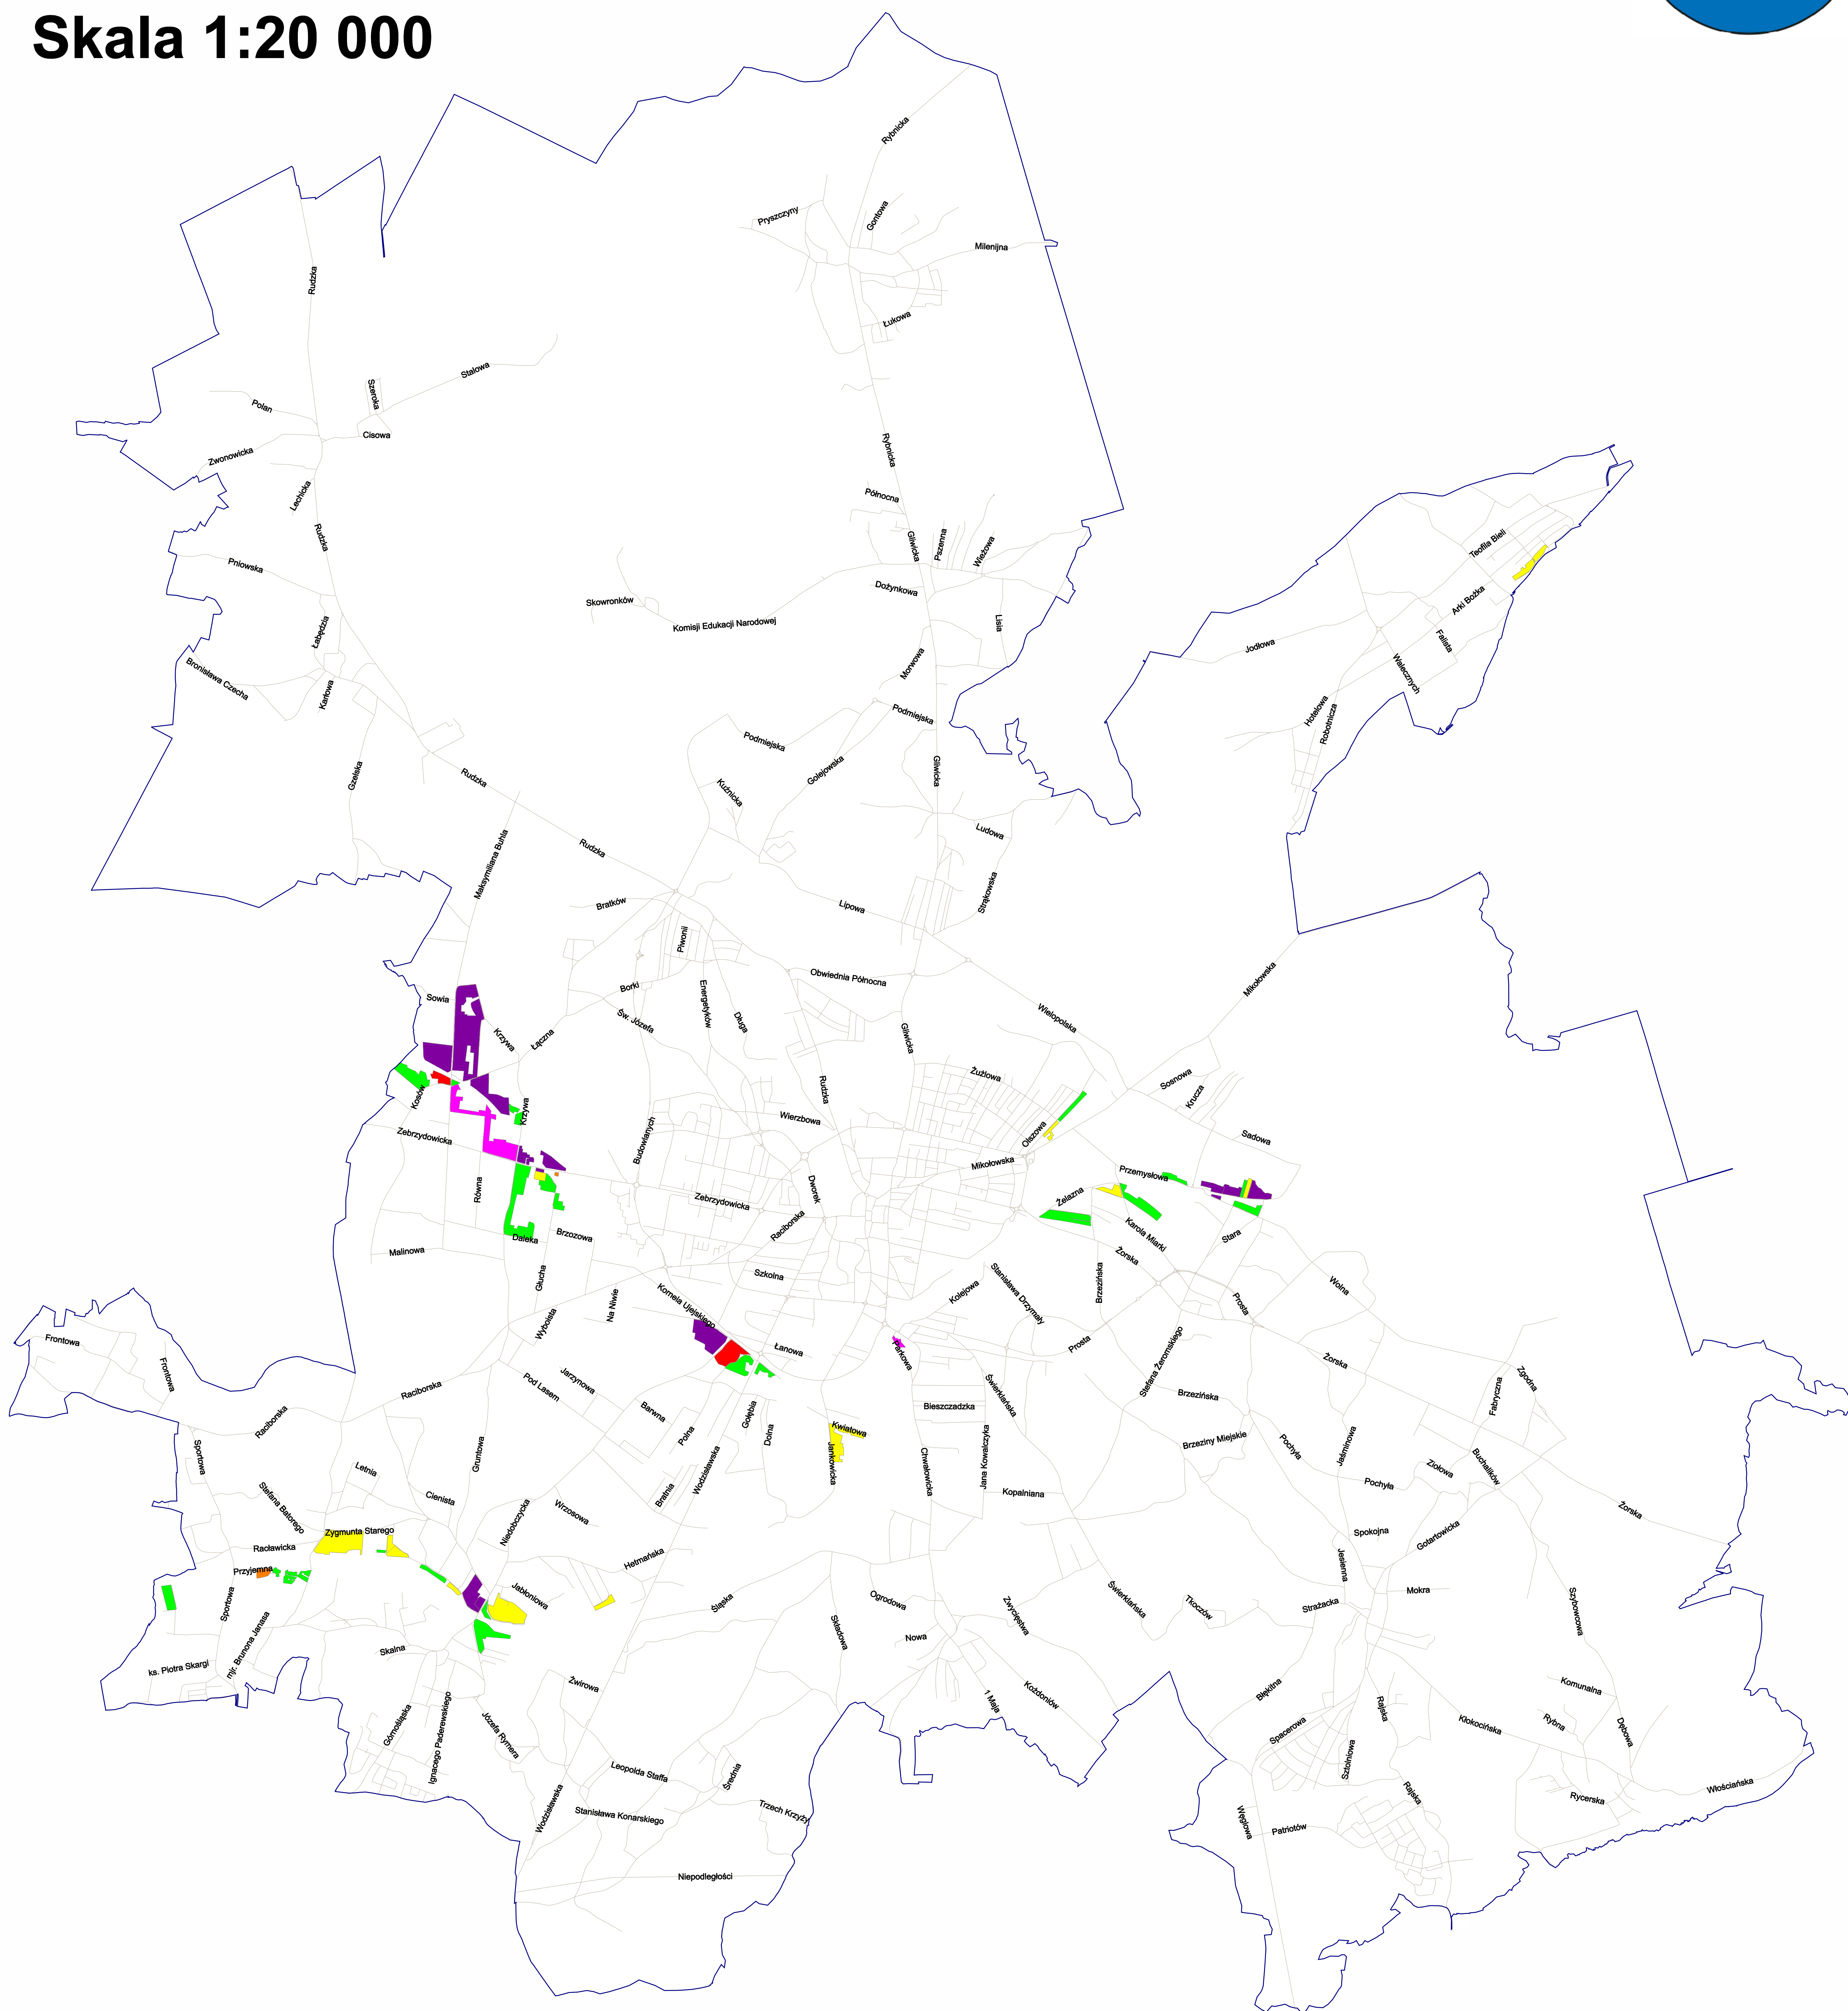 Skala 1:20 000
Rybnicka
Pryszczyny
Gontowa
Milenijna
Rudzka
Łukowa
Stalowa
Szeroka
Polan
Cisowa
Zwonowicka
Rybnicka
Lechicka
Północna
Rudzka
Gliwicka
Pszenna
Wieżowa
Teofila Bieli
Pniowska
Dożynkowa
Skowronków
Arki Bożka
Komisji Edukacji Narodowej
Lisia
Łabędzia
Falista
Jodłowa
Morwowa
Walecznych
Bronisława Czecha
Karłowa
Hotelowa
Robotnicza
Podmiejska
Podmiejska
Gzelska
Rudzka
Golejowska
Gliwicka
Kuźnicka
Ludowa
Rudzka
Maksymiliana Buhla
Strąkowska
Bratków
Lipowa
Piwonii
Obwiednia Północna
Mikołowska
Borki
Sowia
Energetyków
Długa
Św. Józefa
Wielopolska
Krzywa
Łączna
Gliwicka
Żużlowa
Sosnowa
Rudzka
Krucza
Kosów
Krzywa
Wierzbowa
Olszowa
Zebrzydowicka
Budowlanych
Sadowa
Mikołowska
Przemysłowa
Równa
Dworek
Zebrzydowicka
Żelazna
Raciborska
Karola Miarki
Stara
Brzozowa
Daleka
Malinowa
Żorska
Szkolna
Głucha
Stanisława Drzymały
Brzezińska
Wolna
Kolejowa
Kornela Ujejskiego
Na Niwie
Prosta
Wyboista
Frontowa
Prosta
Łanowa
Parkowa
Stefana Żeromskiego
Żorska
Frontowa
Jarzynowa
Pod Lasem
Raciborska
Zgodna
Świerklańska
Brzezińska
Fabryczna
Bieszczadzka
Barwna
Gołębia
Raciborska
Kwiatowa
Dolna
Polna
Brzeziny Miejskie
Pochyła
Jaśminowa
Sportowa
Gruntowa
Jankowicka
Jana Kowalczyka
Chwałowicka
Wodzisławska
Letnia
Ziołowa
Buchalików
Pochyła
Cienista
Bratnia
Kopalniana
Stefana Batorego
Wrzosowa
Żorska
Niedobczycka
Zygmunta Starego
Spokojna
Gotartowicka
Racławicka
Hetmańska
Jesienna
Przyjemna
Jabłoniowa
Mokra
Sportowa
Śląska
Ogrodowa
Świerklańska
Tkoczów
Strażacka
Szybowcowa
Zwycięstwa
mjr. Brunona Janasa
Składowa
Nowa
Skalna
ks. Piotra Skargi
Żwirowa
Błękitna
Komunalna
1 Maja
Kożdoniów
Rajska
Górnośląska
Ignacego Paderewskiego
Józefa Rymera
Spacerowa
Kłokocińska
Rybna
Dębowa
Sztolniowa
Leopolda Staffa
Średnia
Włościańska
Rajska
Rycerska
Wodzisławska
Trzech Krzyży
Stanisława Konarskiego
Węglowa
Patriotów
Niepodległości